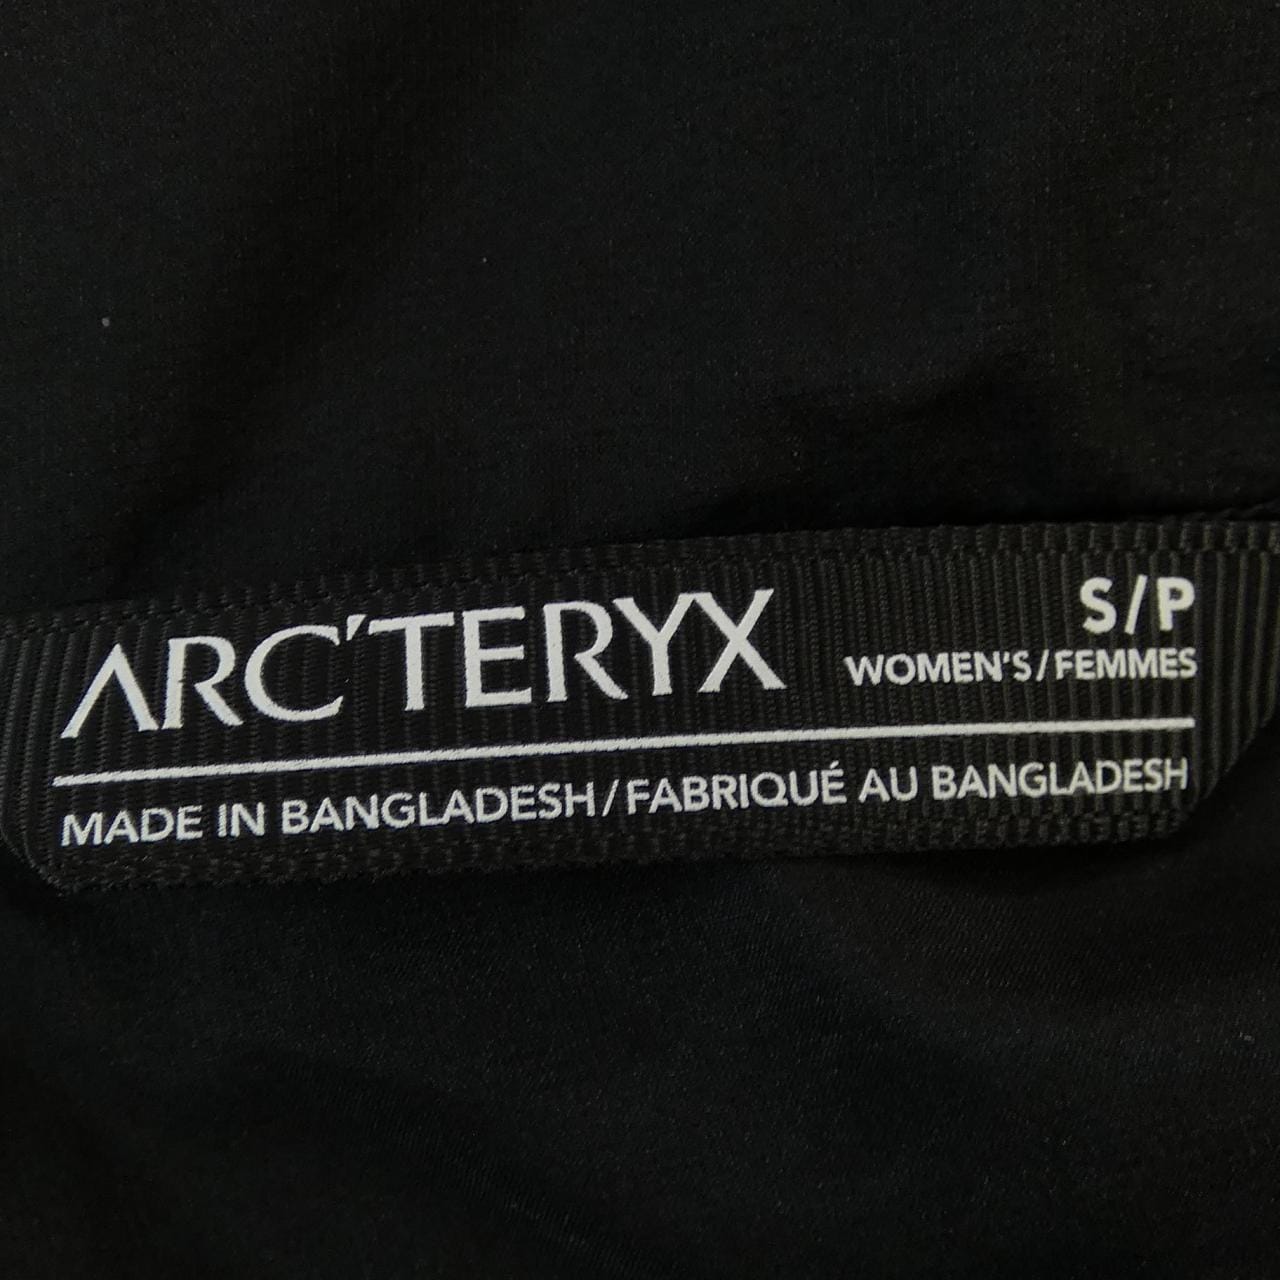 ARC'TERYX
S/P
WOMEN'S/FEMMES
MADE IN BANGLADESH/FABRIQUÉ AU BANGLADESH